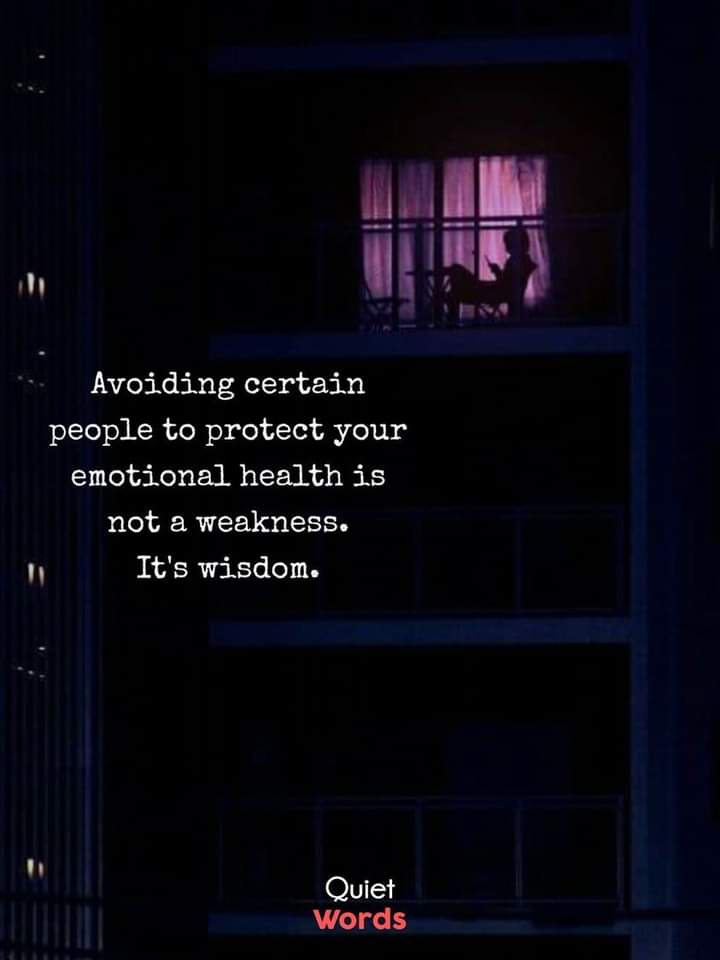 Avoiding certain
people to protect your
emotional health is
not a weakness.
It's wisdom.
Quiet
Words